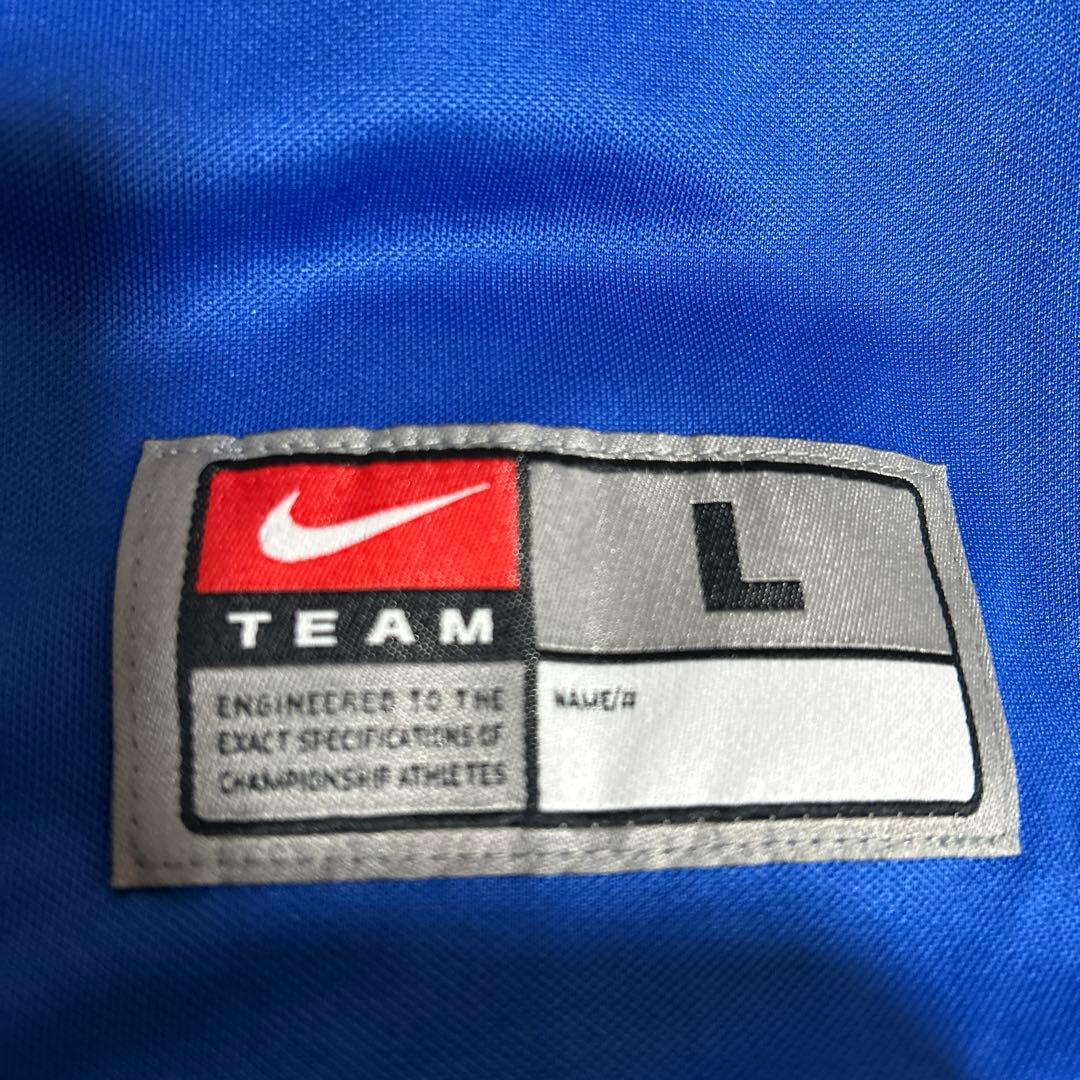 TEAM
L
ENGINEERED TO THE
EXACT SPECIFICATIONS OF
CHAMPIONSHIP ATHLETES
NAME/#